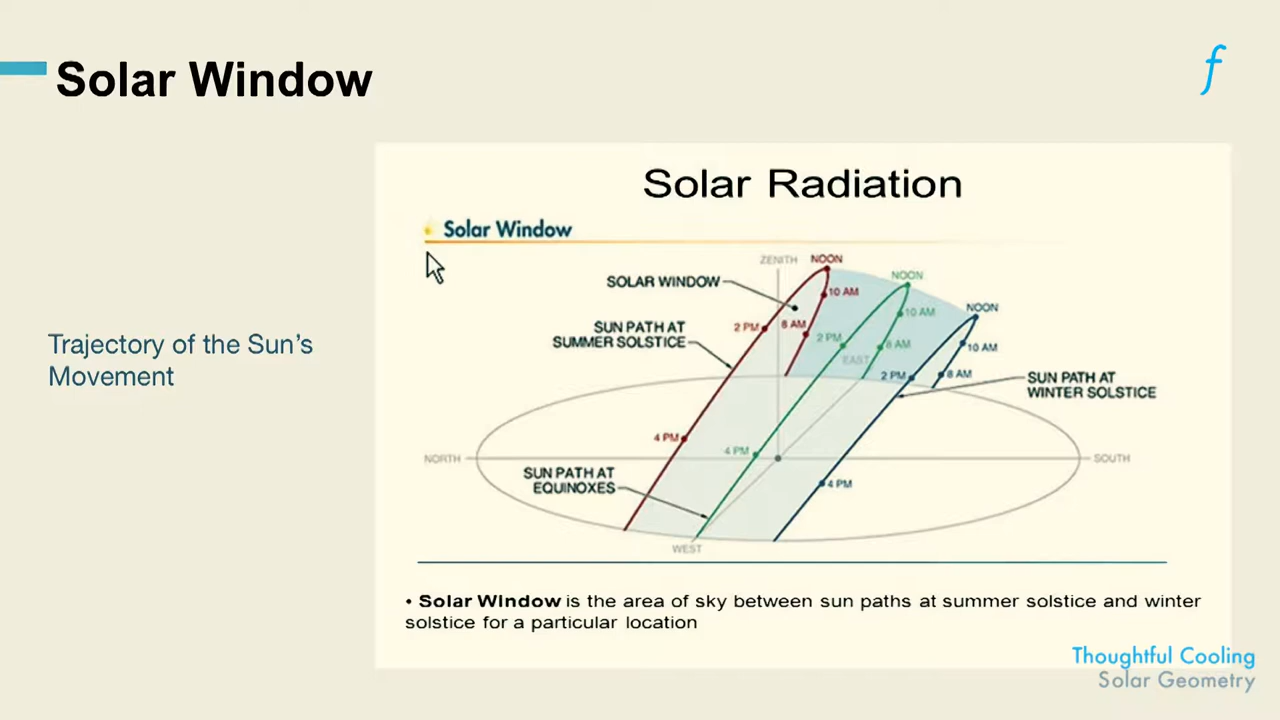 Solar Window
f
Solar Radiation
Solar Window
ZENITH
NOON
NOON
NOON
SOLAR WINDOW
10 AM
10 AM
10 AM
SUN PATH AT
SUMMER SOLSTICE
2 PM
8 AM
2 PM
8 AM
EAST
2 PM
8 AM
Trajectory of the Sun's
Movement
SUN PATH AT
WINTER SOLSTICE
4 PM
4 PM
4 PM
NORTH
SOUTH
SUN PATH AT
EQUINOXES
WEST
• Solar Window is the area of sky between sun paths at summer solstice and winter
solstice for a particular location
Thoughtful Cooling
Solar Geometry